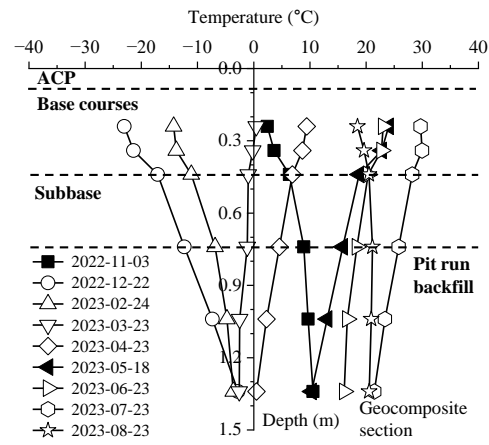 Temperature (°C)
−40 −30 −20 −10 0 10 20 30 40
0.0
ACP
Base courses
0.3
Subbase
0.6
Pit run
backfill
0.9
1.2
1.5
2022-11-03
2022-12-22
2023-02-24
2023-03-23
2023-04-23
2023-05-18
2023-06-23
2023-07-23
2023-08-23
Depth (m)
Geocomposite
section